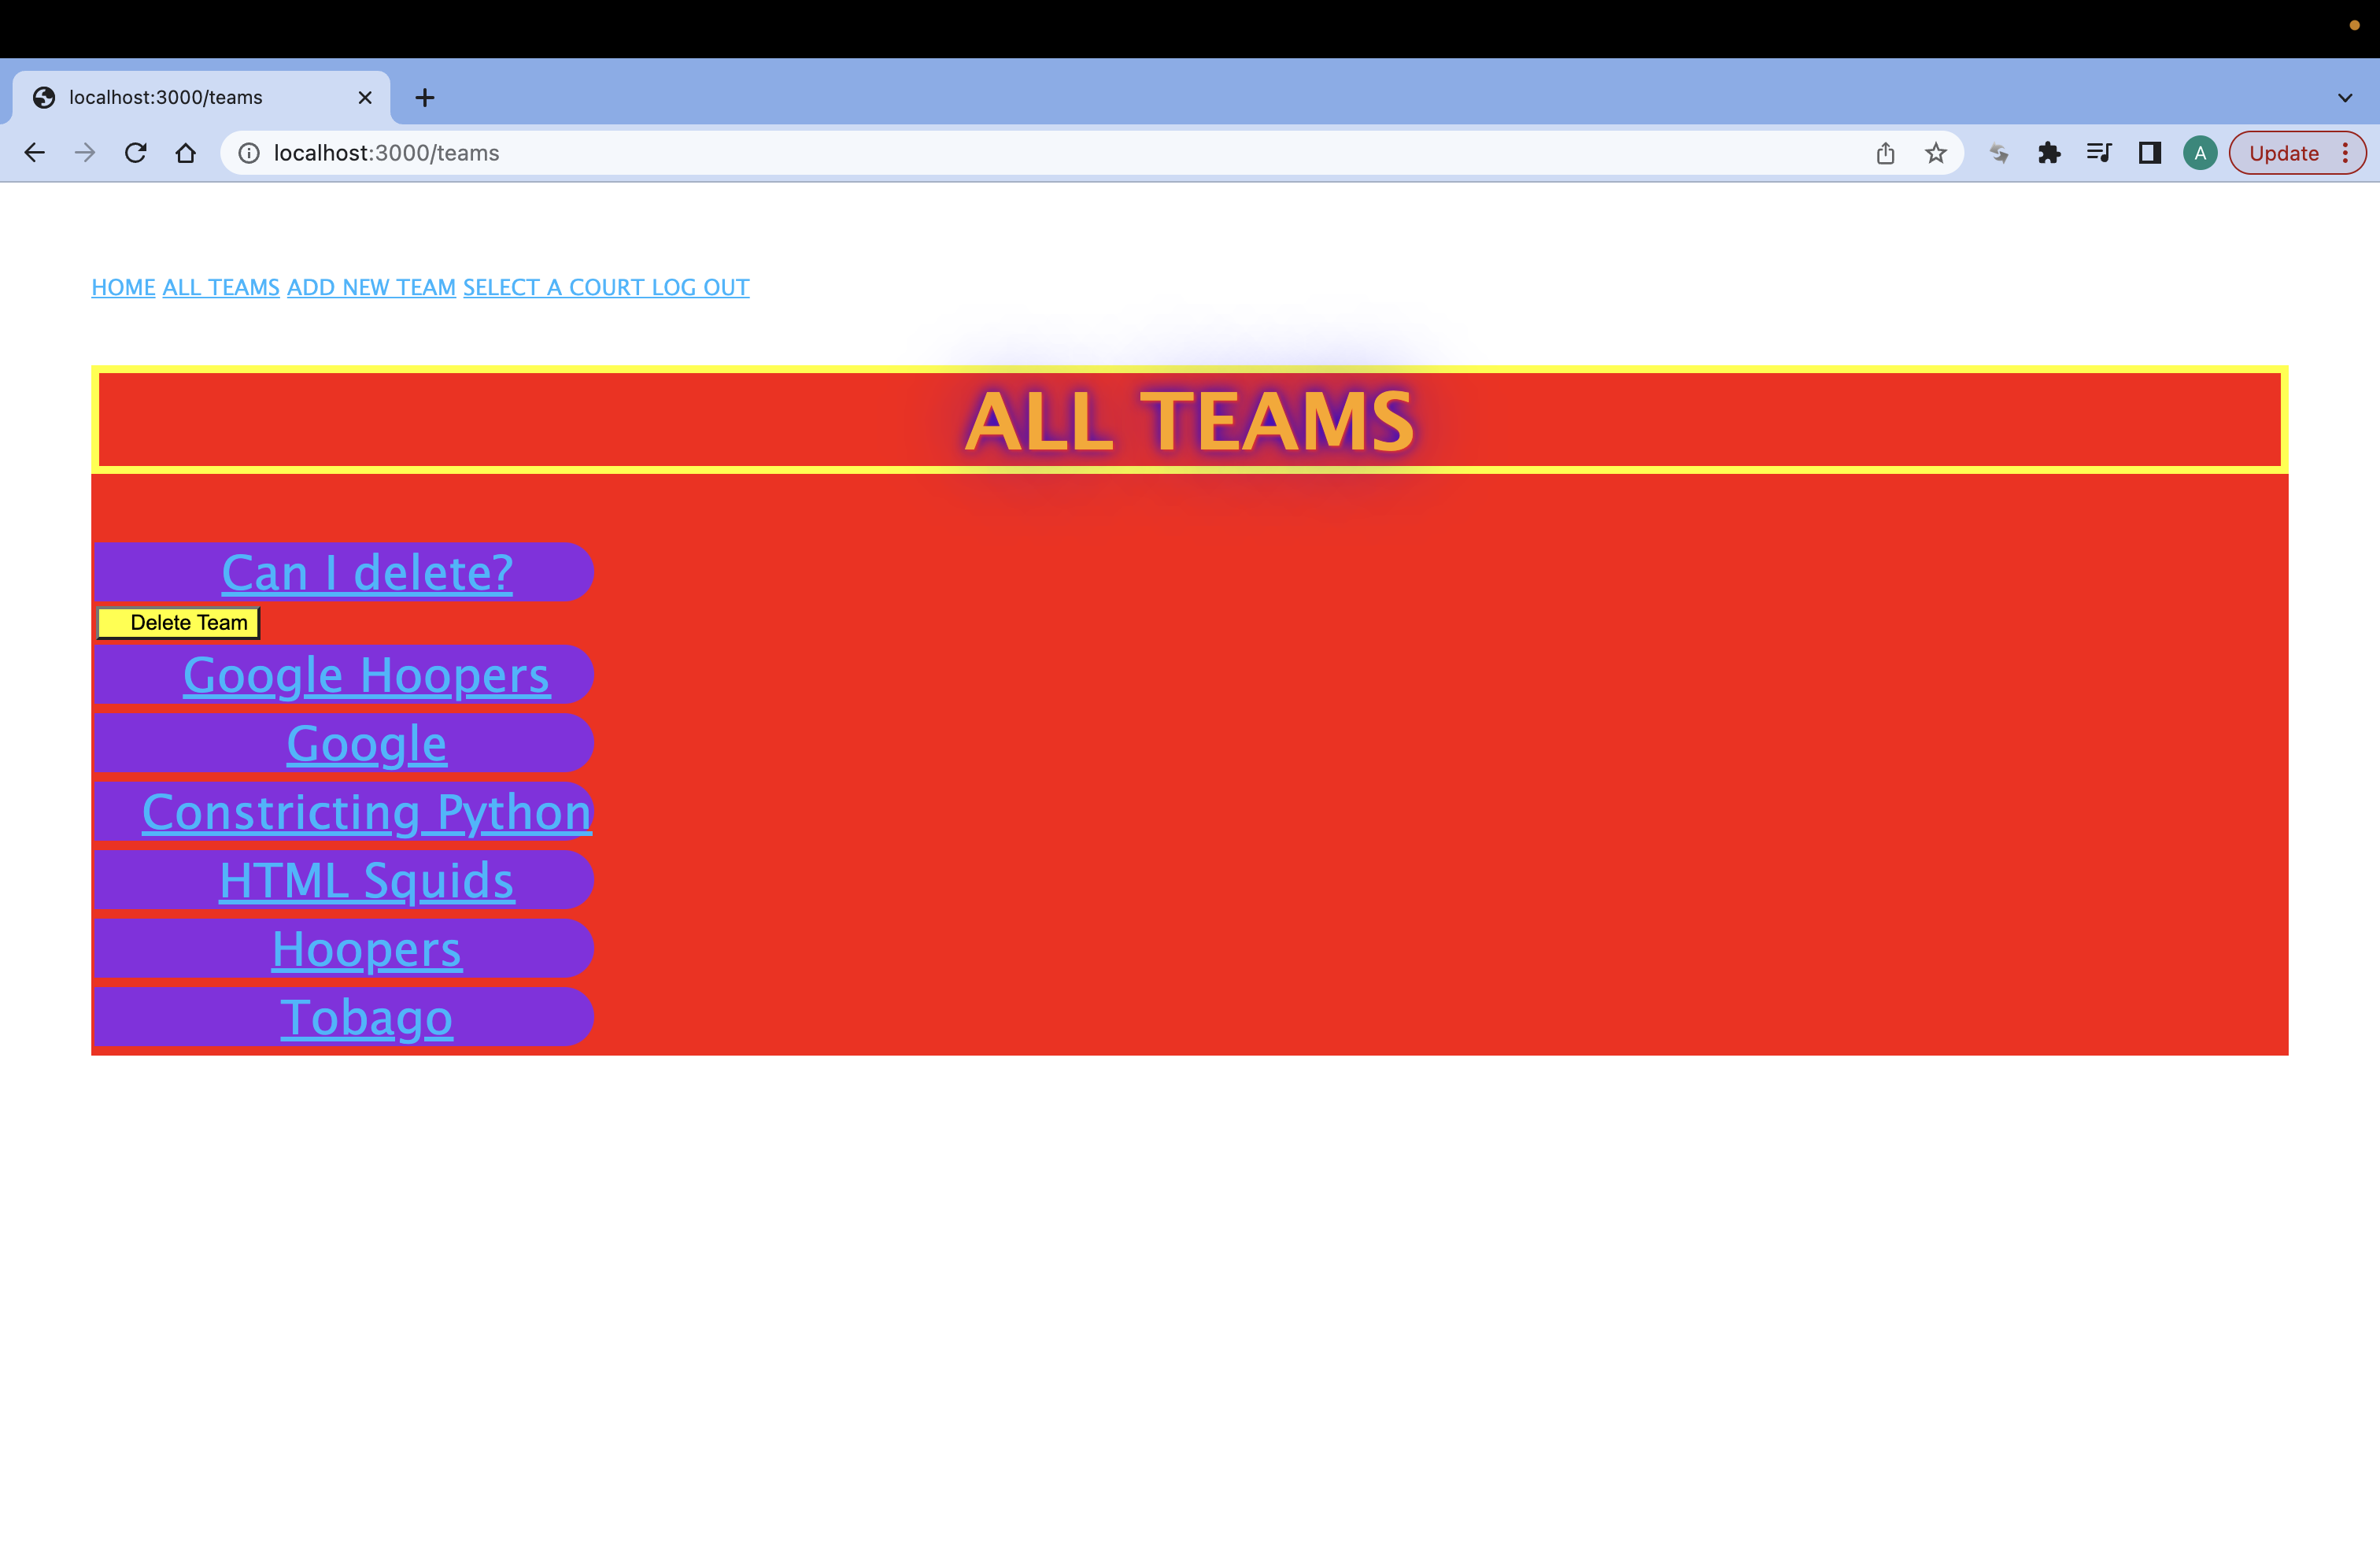 localhost:3000/teams
localhost:3000/teams
A
Update
HOME ALL TEAMS ADD NEW TEAM SELECT A COURT LOG OUT
ALL TEAMS
Can I delete?
Delete Team
Google Hoopers
Google
Constricting Python
HTML Squids
Hoopers
Tobago